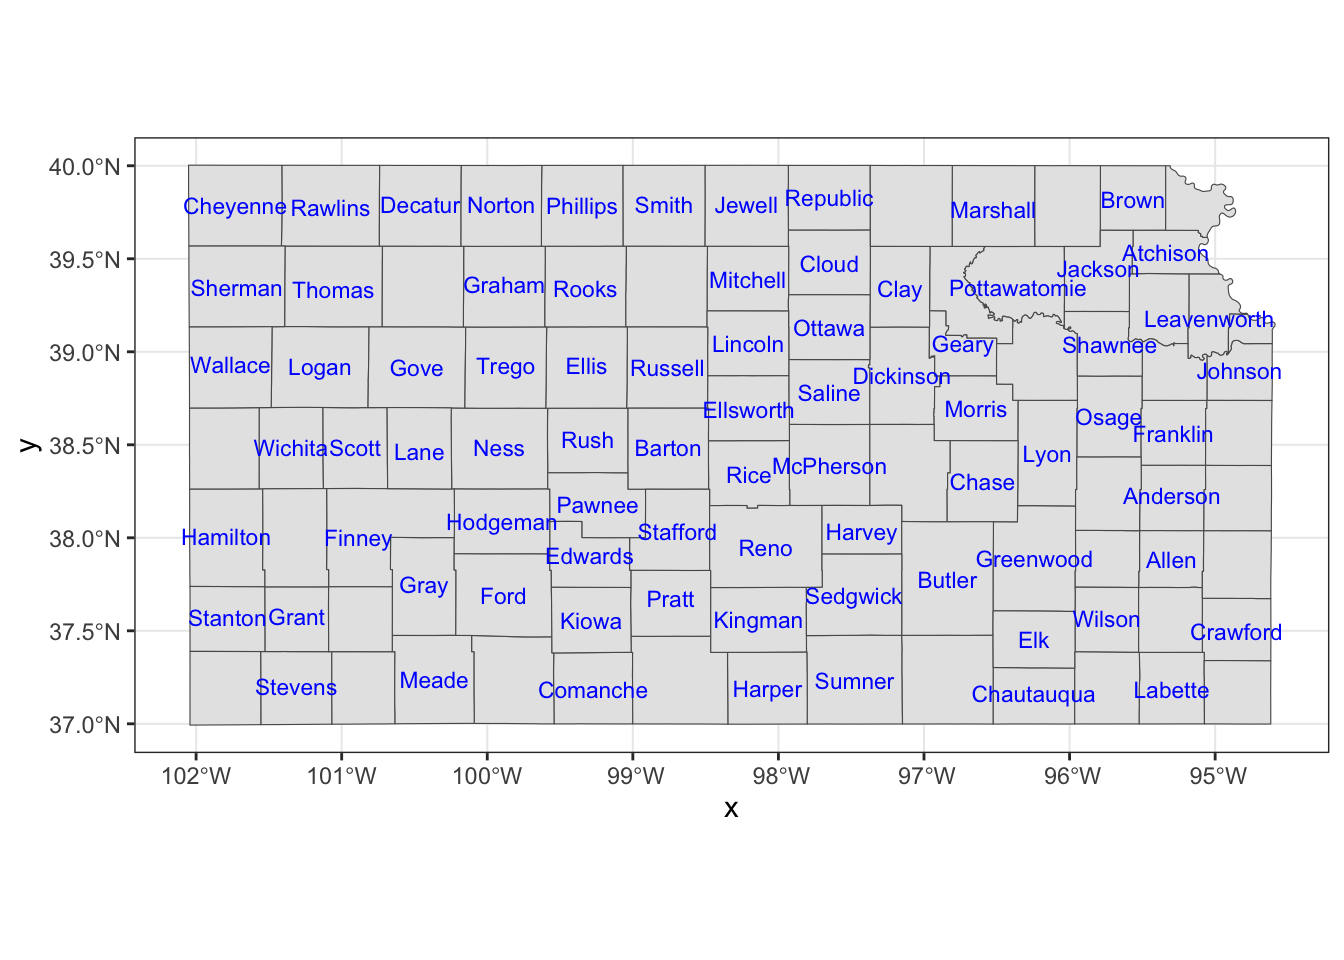 40.0°N
Cheyenne Rawlins Decatur Norton Phillips Smith Jewell Republic Marshall Brown
39.5°N
Sherman Thomas Graham Rooks Mitchell Cloud Clay Pottawatomie Jackson Atchison
39.0°N
Wallace Logan Gove Trego Ellis Russell Lincoln Ottawa Geary Shawnee Leavenworth
Ellsworth Saline Dickinson Morris Osage Johnson
38.5°N
Wichita Scott Lane Ness Rush Barton Rice McPherson Chase Lyon Franklin
y
Hamilton Finney Hodgeman Pawnee Stafford Reno Harvey Anderson
38.0°N
Gray Ford Edwards Pratt Sedgwick Butler Greenwood Allen
37.5°N
Stanton Grant Kiowa Kingman Elk Wilson Crawford
Stevens Meade Comanche Harper Sumner Chautauqua Labette
37.0°N
102°W 101°W 100°W 99°W 98°W 97°W 96°W 95°W
x